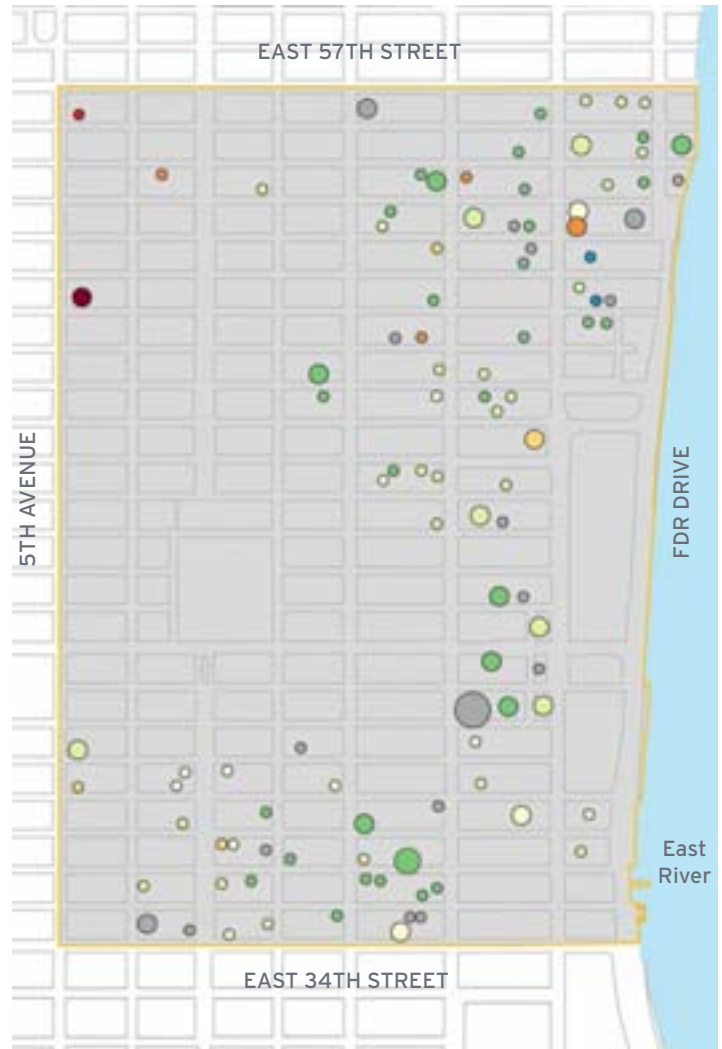 EAST 57TH STREET
5TH AVENUE
FDR DRIVE
East
River
EAST 34TH STREET